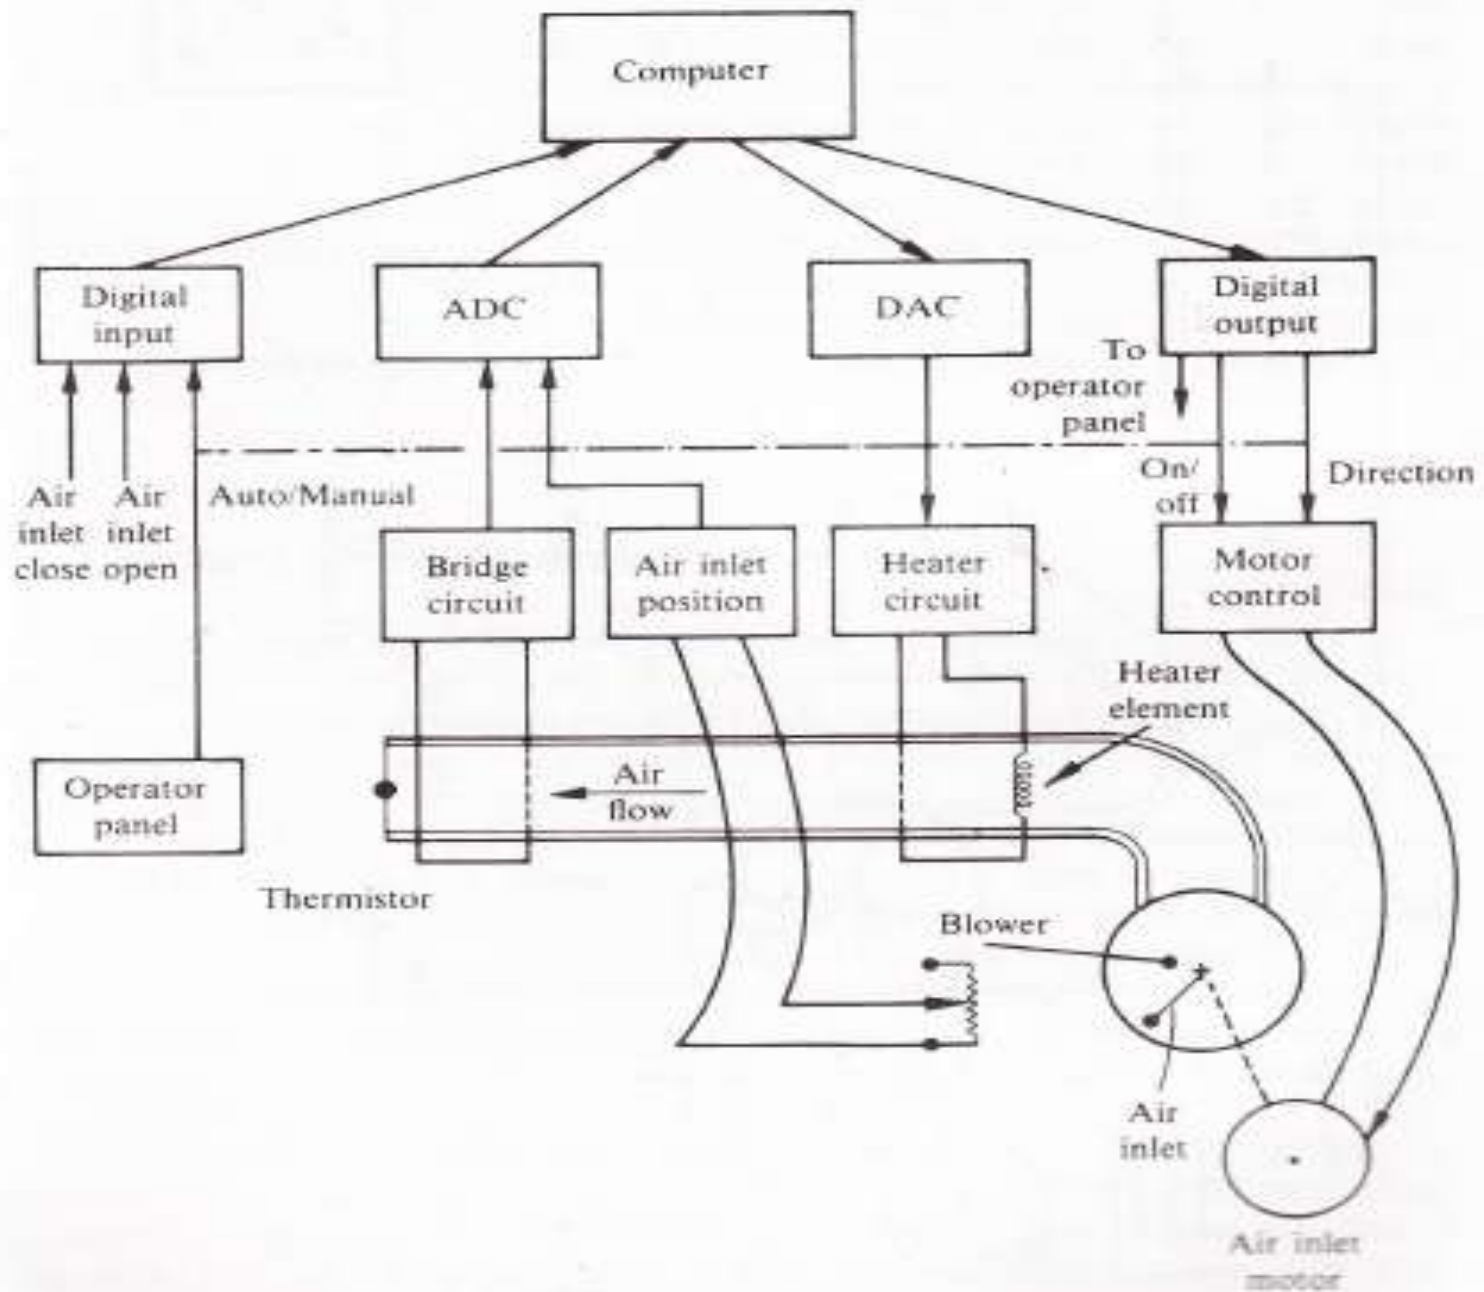 Computer
Digital
input
ADC
DAC
Digital
output
To
operator
panel
Air
inlet
close
Air
inlet
open
Auto/Manual
On/
off
Direction
Bridge
circuit
Air inlet
position
Heater
circuit
Motor
control
Heater
element
Operator
panel
Air
flow
Thermistor
Blower
Air
inlet
Air inlet
motor